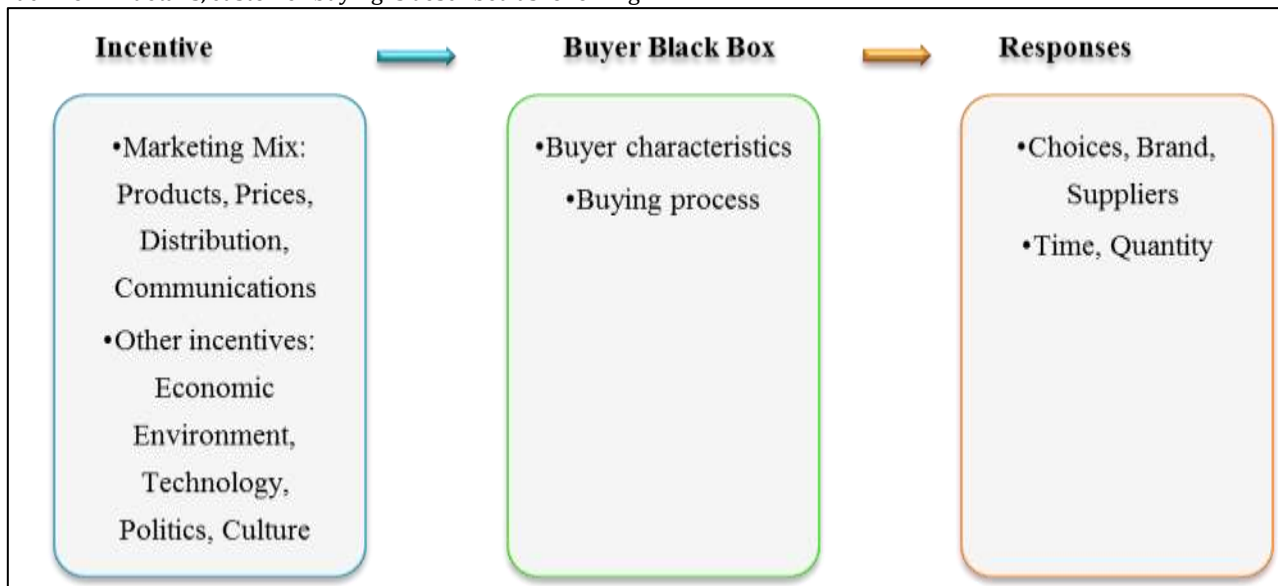 Incentive
Buyer Black Box
Responses
•Marketing Mix:
Products, Prices,
Distribution,
Communications
•Other incentives:
Economic
Environment,
Technology,
Politics, Culture
•Buyer characteristics
•Buying process
•Choices, Brand,
Suppliers
•Time, Quantity